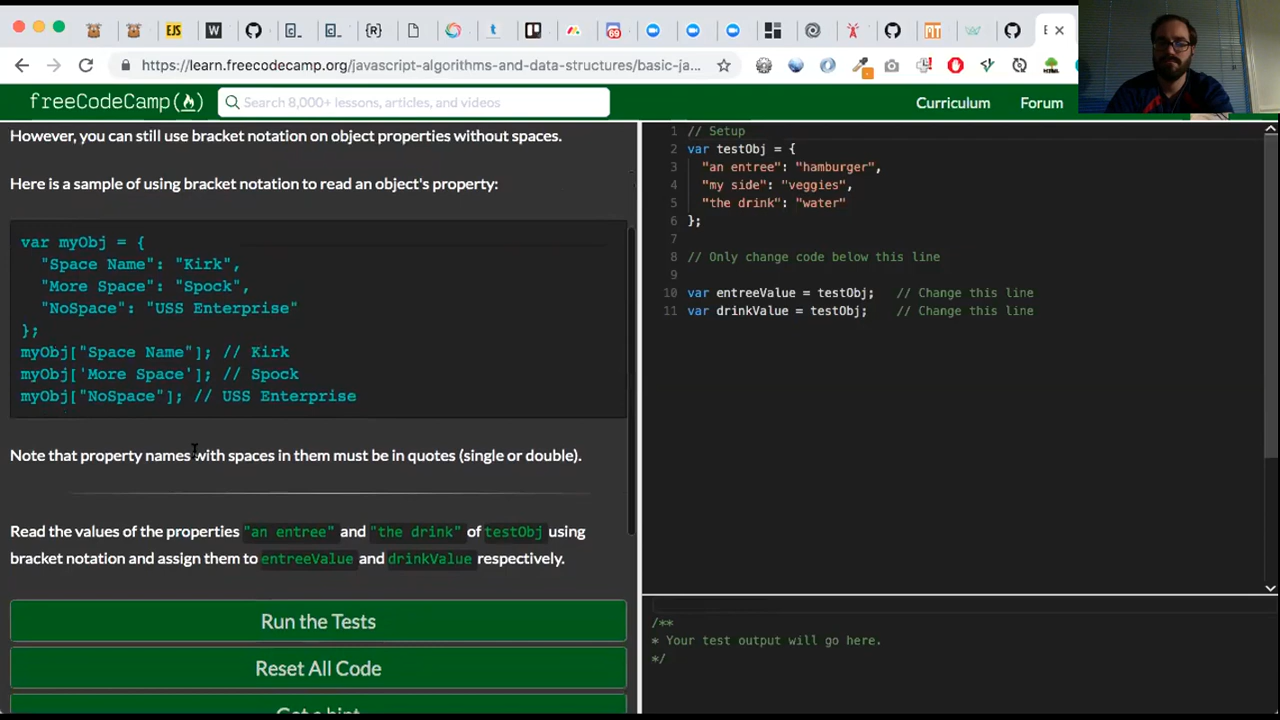 EJS
W
{R}
t
69
AT
E
https://learn.freecodecamp.org/javascript-algorithms-and-data-structures/basic-ja...
freeCodeCamp
Search 8,000+ lessons, articles, and videos
Curriculum
Forum
However, you can still use bracket notation on object properties without spaces.
Here is a sample of using bracket notation to read an object's property:
var myObj = {
"Space Name": "Kirk",
"More Space": "Spock",
"NoSpace": "USS Enterprise"
};
myObj["Space Name"]; // Kirk
myObj['More Space']; // Spock
myObj["NoSpace"]; // USS Enterprise
Note that property names with spaces in them must be in quotes (single or double).
Read the values of the properties "an entree" and "the drink" of testObj using
bracket notation and assign them to entreeValue and drinkValue respectively.
Run the Tests
Reset All Code
Get a hint
1 // Setup
2 var testObj = {
3 "an entree": "hamburger",
4 "my side": "veggies",
5 "the drink": "water"
6 };
7
8 // Only change code below this line
9
10 var entreeValue = testObj; // Change this line
11 var drinkValue = testObj; // Change this line
/**
* Your test output will go here.
*/